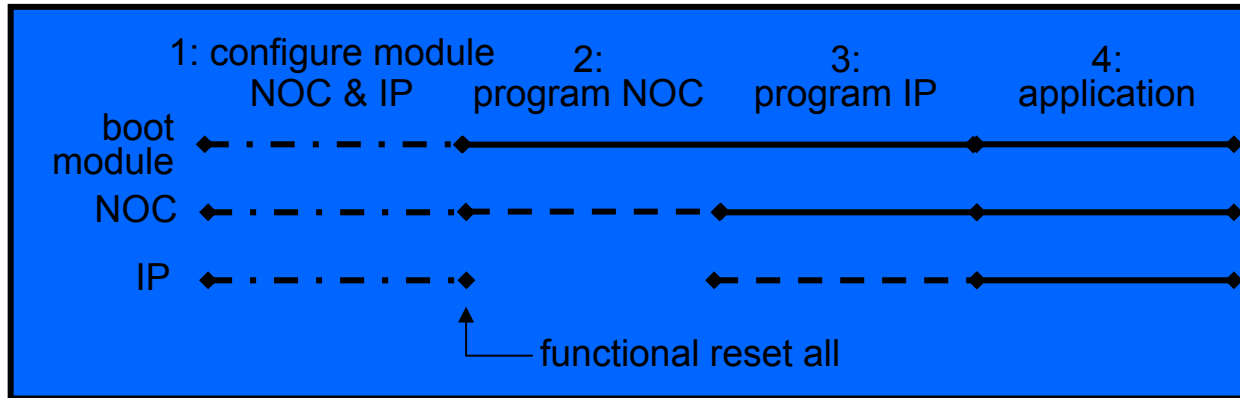 1: configure module
NOC & IP
2:
program NOC
3:
program IP
4:
application
boot
module
NOC
IP
functional reset all